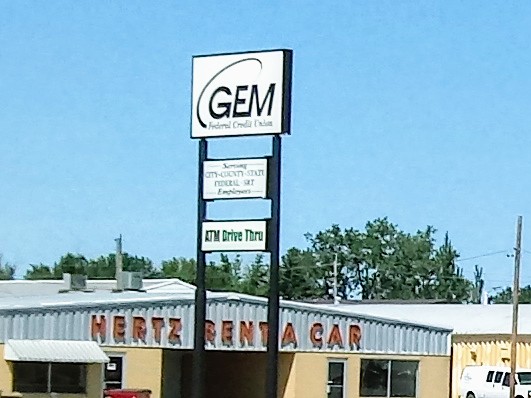 GEM
Federal Credit Union
Serving
CITY•COUNTY•STATE
FEDERAL•SRT
Employees
ATM Drive Thru
HERTZ RENT A CAR